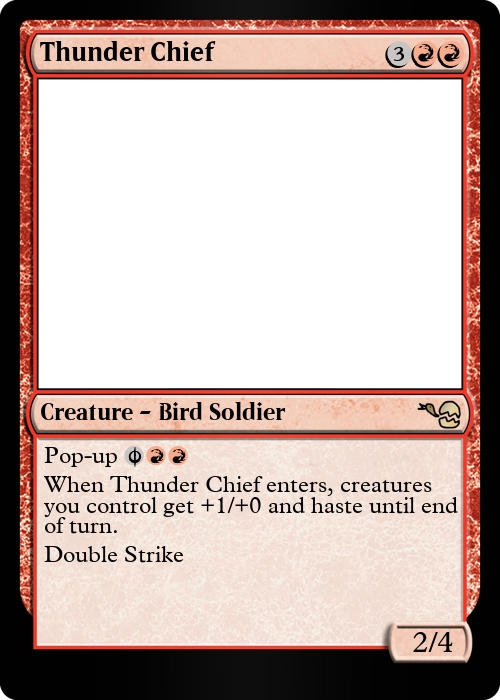 Thunder Chief 3
Creature – Bird Soldier
Pop-up
When Thunder Chief enters, creatures
you control get +1/+0 and haste until end
of turn.
Double Strike
2/4